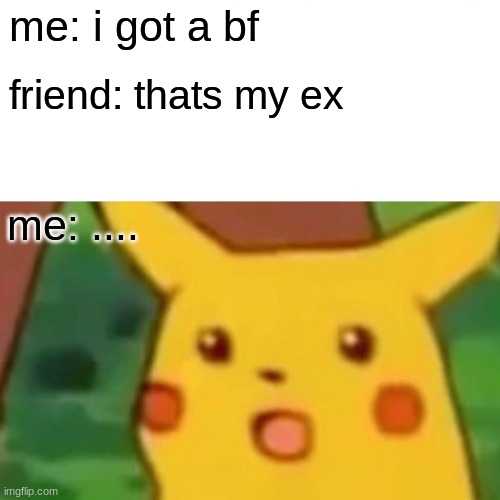 me: i got a bf
friend: thats my ex
me: ....
imgflip.com